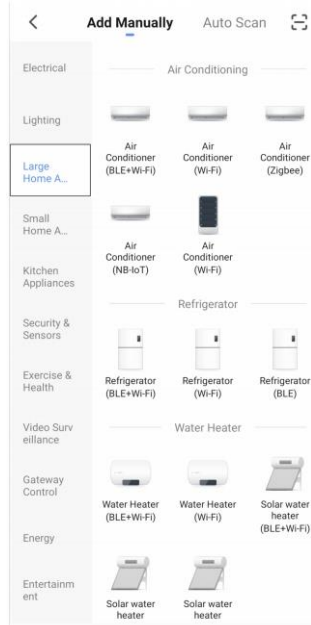 Add Manually
Auto Scan
Electrical
Lighting
Large
Home A...
Small
Home A...
Kitchen
Appliances
Security &
Sensors
Exercise &
Health
Video Surv
eillance
Gateway
Control
Energy
Entertainm
ent
Air Conditioning
Air
Conditioner
(BLE+Wi-Fi)
Air
Conditioner
(Wi-Fi)
Air
Conditioner
(Zigbee)
Air
Conditioner
(NB-IoT)
Air
Conditioner
(Wi-Fi)
Refrigerator
Refrigerator
(BLE+Wi-Fi)
Refrigerator
(Wi-Fi)
Refrigerator
(BLE)
Water Heater
Water Heater
(BLE+Wi-Fi)
Water Heater
(Wi-Fi)
Solar water
heater
(BLE+Wi-Fi)
Solar water
heater
Solar water
heater